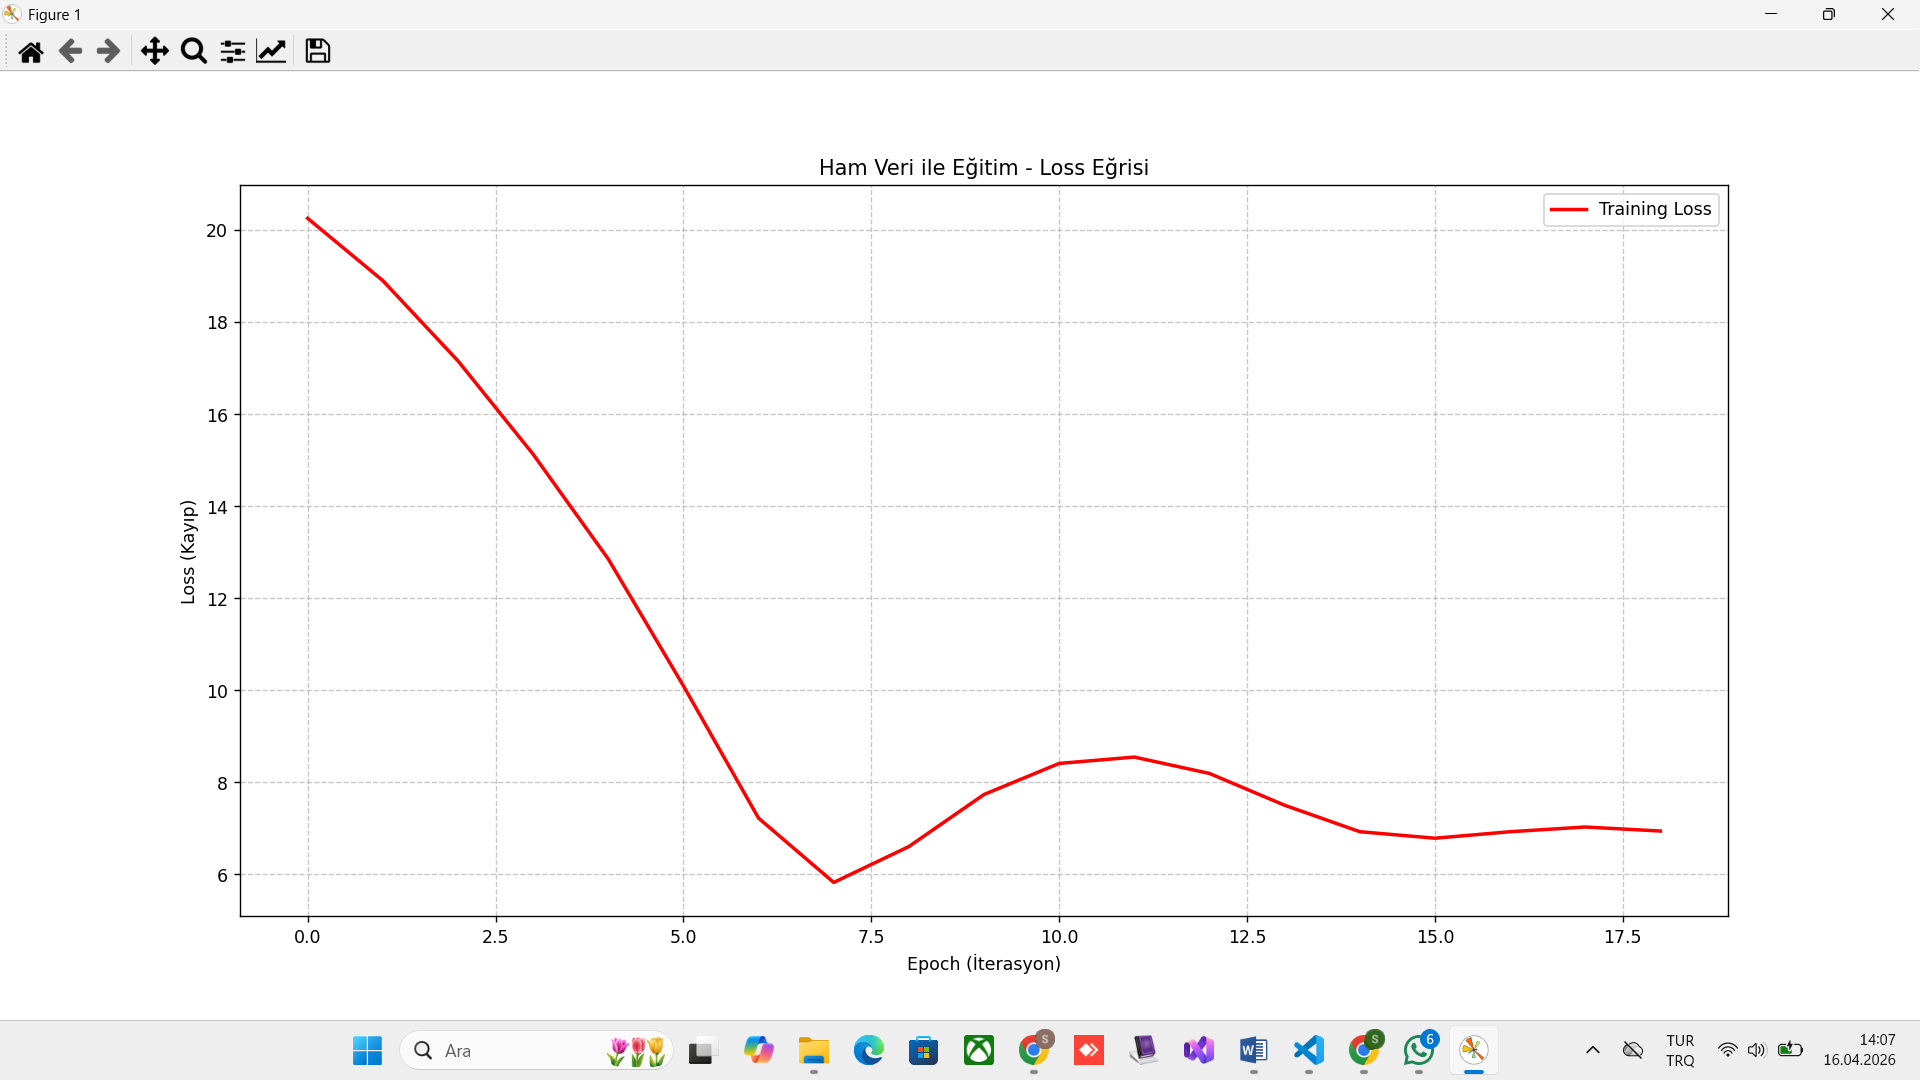 Figure 1
Ham Veri ile Eğitim - Loss Eğrisi
Training Loss
20
18
16
14
12
10
8
6
Loss (Kayıp)
0.0 2.5 5.0 7.5 10.0 12.5 15.0 17.5
Epoch (İterasyon)
Ara
S
S
6
TUR
TRQ
14:07
16.04.2026